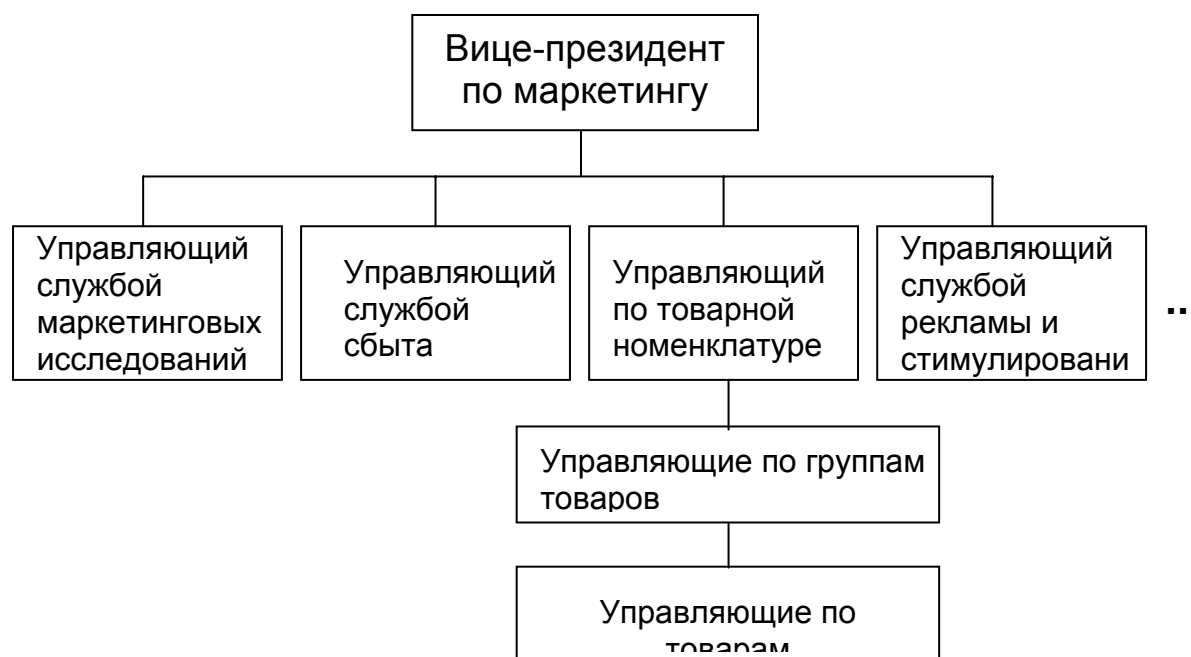 Вице-президент
по маркетингу
Управляющий
службой
маркетинговых
исследований
Управляющий
службой
сбыта
Управляющий
по товарной
номенклатуре
Управляющий
службой
рекламы и
стимулировани
..
Управляющие по группам
товаров
Управляющие по
товарам